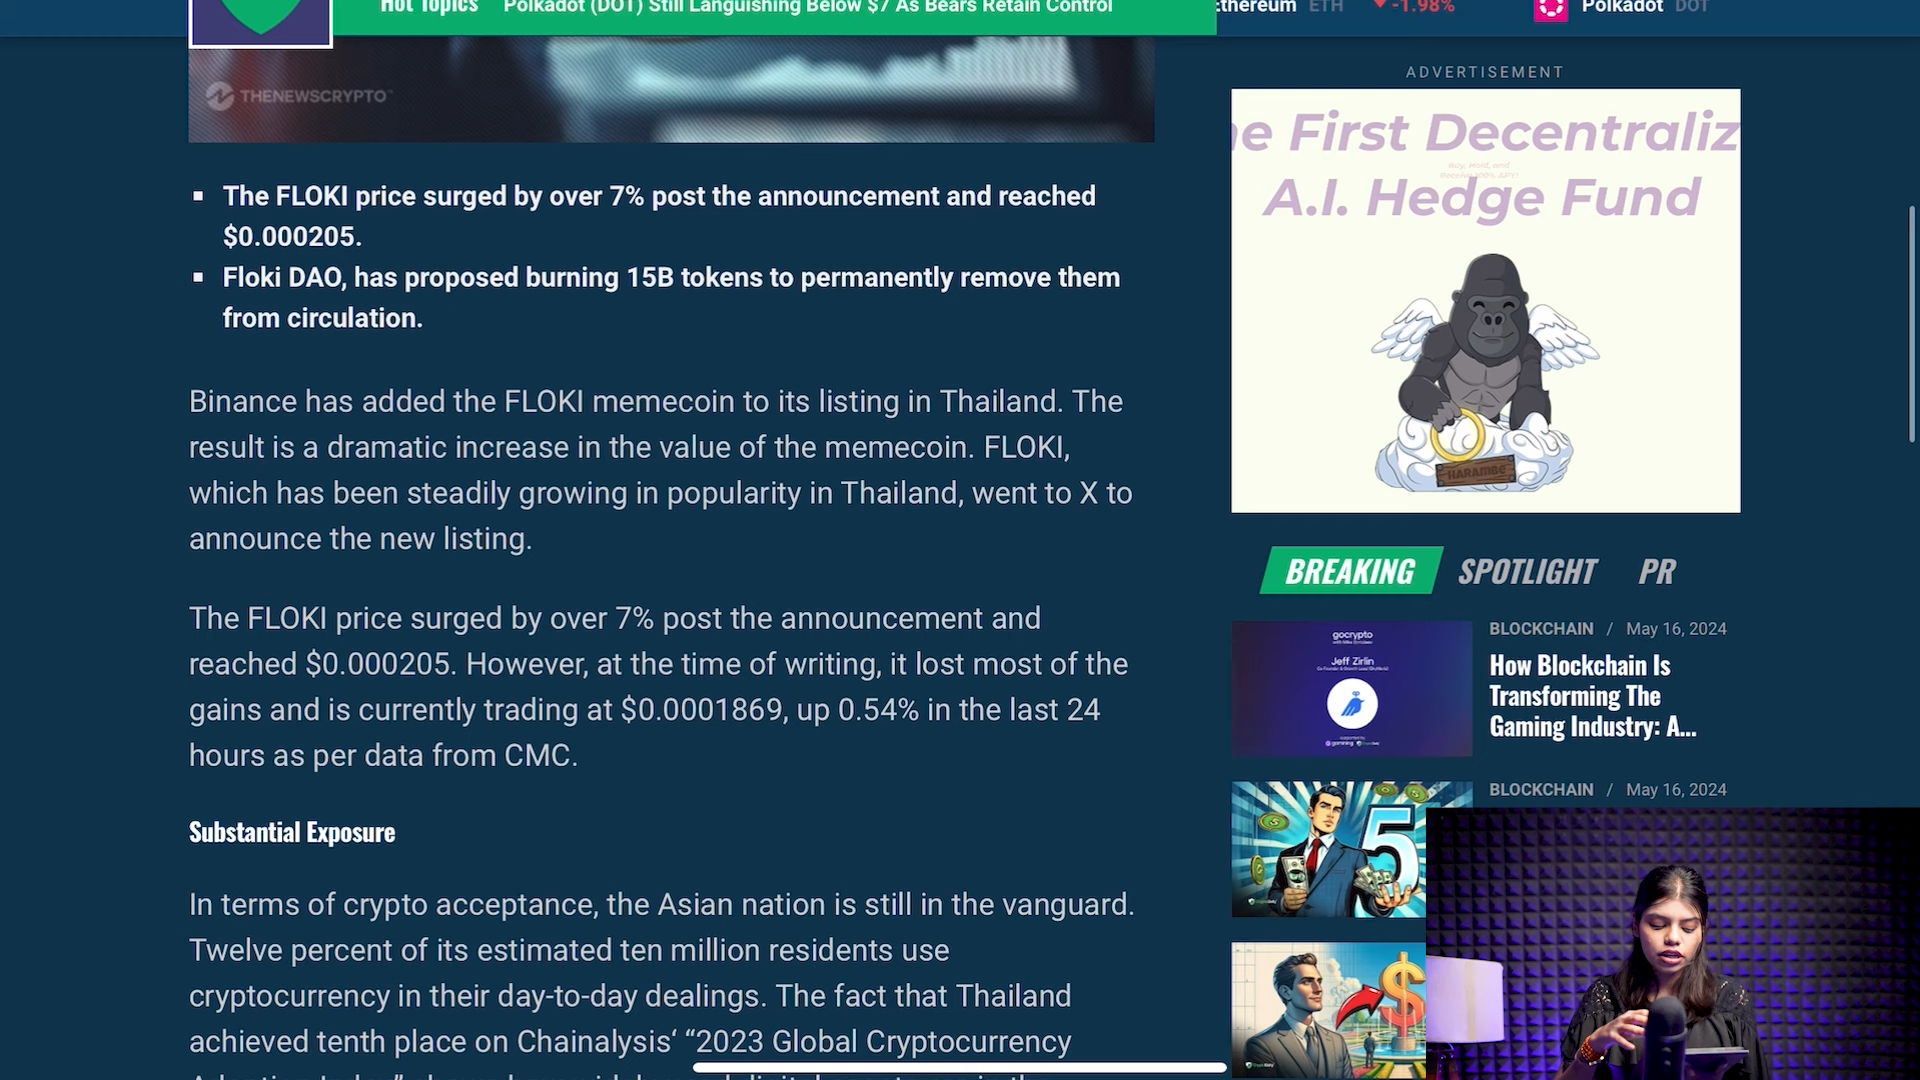 Hot Topics
Polkadot (DOT) Still Languishing Below $7 As Bears Retain Control
Ethereum ETH -1.98%
Polkadot DOT
THENEWSCRYPTO
The FLOKI price surged by over 7% post the announcement and reached
$0.000205.
Floki DAO, has proposed burning 15B tokens to permanently remove them
from circulation.
Binance has added the FLOKI memecoin to its listing in Thailand. The
result is a dramatic increase in the value of the memecoin. FLOKI,
which has been steadily growing in popularity in Thailand, went to X to
announce the new listing.
The FLOKI price surged by over 7% post the announcement and
reached $0.000205. However, at the time of writing, it lost most of the
gains and is currently trading at $0.0001869, up 0.54% in the last 24
hours as per data from CMC.
Substantial Exposure
In terms of crypto acceptance, the Asian nation is still in the vanguard.
Twelve percent of its estimated ten million residents use
cryptocurrency in their day-to-day dealings. The fact that Thailand
achieved tenth place on Chainalysis‘ “2023 Global Cryptocurrency
ADVERTISEMENT
e First Decentraliz
A.I. Hedge Fund
HARAMBE
BREAKING SPOTLIGHT PR
gocrypto
Jeff Zirlin
BLOCKCHAIN / May 16, 2024
How Blockchain Is
Transforming The
Gaming Industry: A...
BLOCKCHAIN / May 16, 2024
5